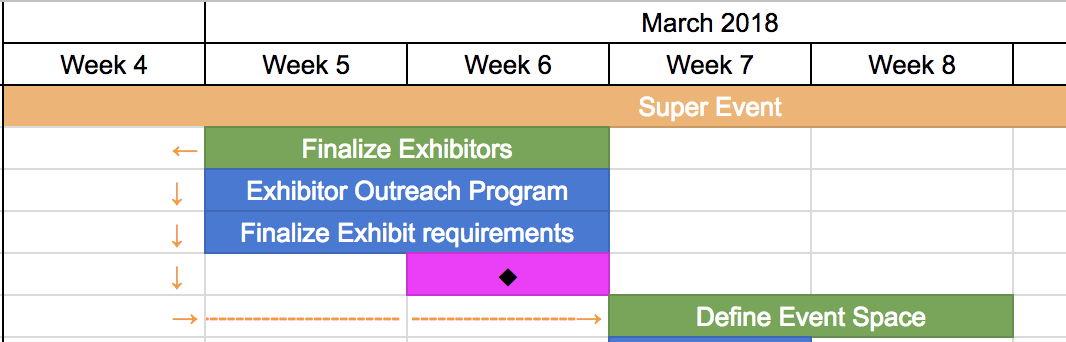 March 2018
Week 4 Week 5 Week 6 Week 7 Week 8
Super Event
Finalize Exhibitors
Exhibitor Outreach Program
Finalize Exhibit requirements
Define Event Space